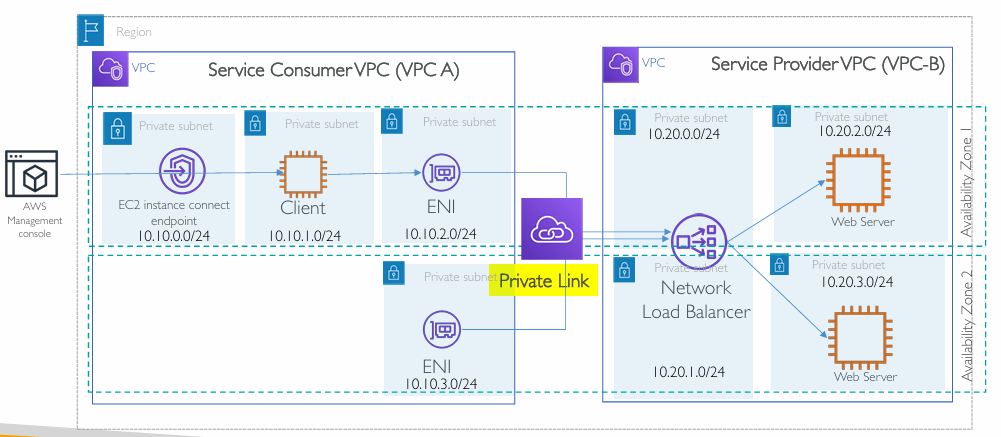 Region
VPC
Service Consumer VPC (VPC A)
VPC
Service Provider VPC (VPC-B)
Private subnet
Private subnet
Private subnet
Private subnet
10.20.0.0/24
Private subnet
10.20.2.0/24
AWS
Management
console
EC2 instance connect
endpoint
10.10.0.0/24
Client
10.10.1.0/24
ENI
10.10.2.0/24
Web Server
Availability Zone 1
Private subnet
Private Link
Private subnet
Network
Load Balancer
Private subnet
10.20.3.0/24
ENI
10.10.3.0/24
10.20.1.0/24
Web Server
Availability Zone 2